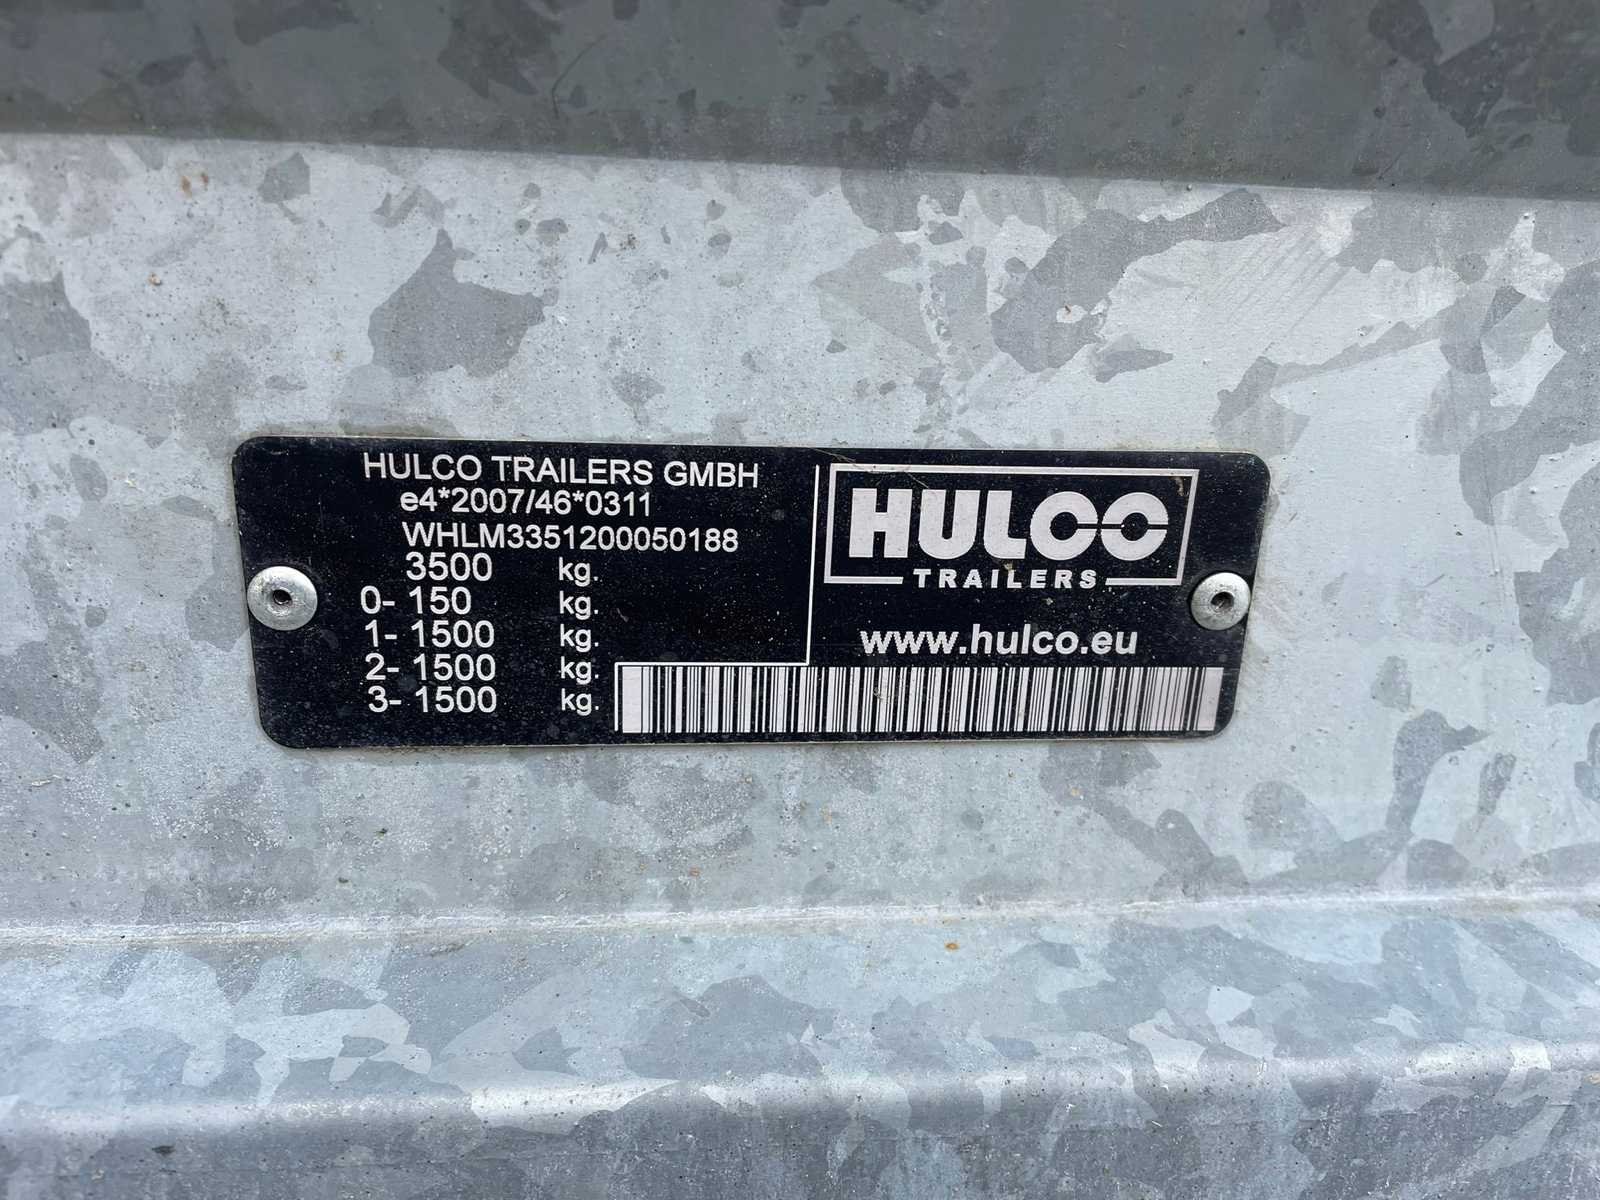 HULCO TRAILERS GMBH
e4*2007/46*0311
WHLM3351200050188
3500 kg.
0- 150 kg.
1- 1500 kg.
2- 1500 kg.
3- 1500 kg.
HULCO
TRAILERS
www.hulco.eu